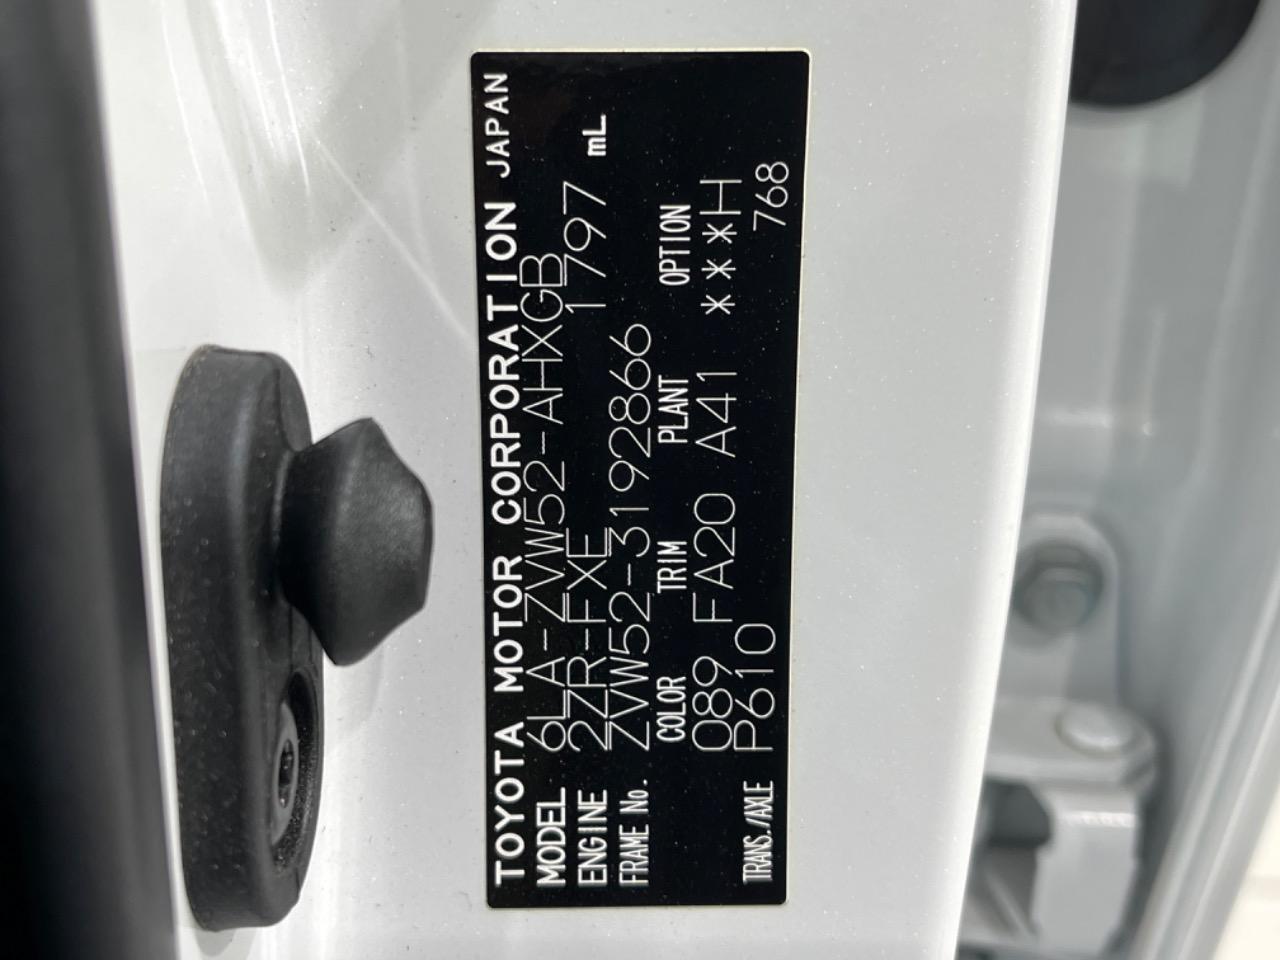 TOYOTA MOTOR CORPORATION JAPAN
MODEL 6LA-ZVW52-AHXGB
ENGINE 2ZR-FXE 1797 mL
FRAME No. ZVW52-3192866
COLOR TRIM PLANT OPTION
089 FA20 A41 ***H
TRANS./AXLE P610 768